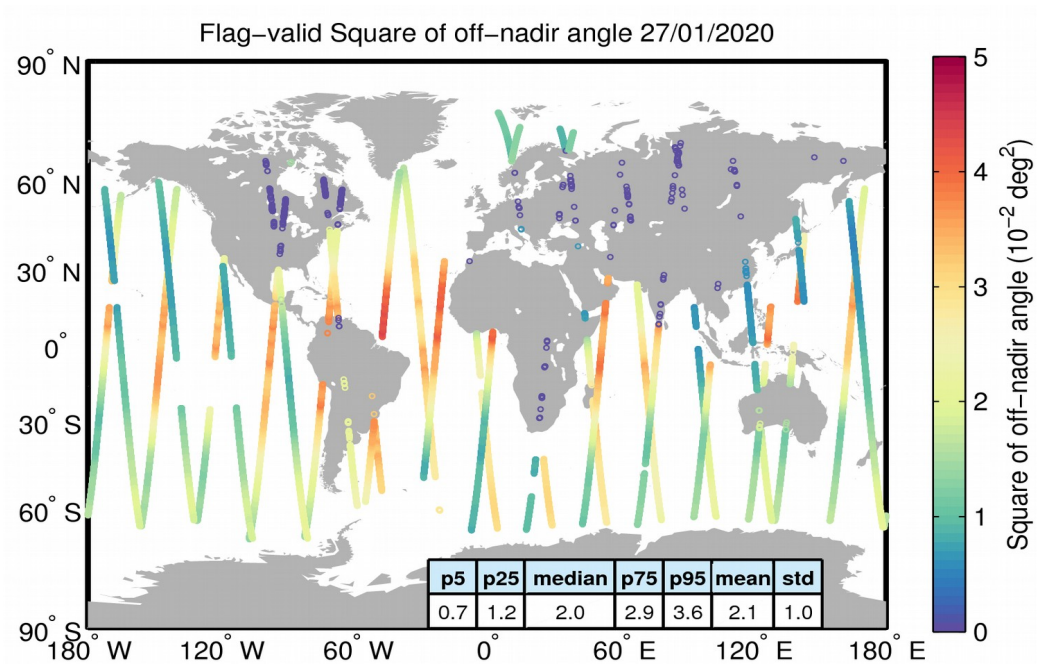 Flag−valid Square of off−nadir angle 27/01/2020
90° N
60° N
30° N
0°
30° S
60° S
90° S
180° W
120° W
60° W
0°
60° E
120° E
180° E
p5 p25 median p75 p95 mean std
0.7 1.2 2.0 2.9 3.6 2.1 1.0
5
4
3
2
1
0
Square of off−nadir angle (10⁻² deg²)